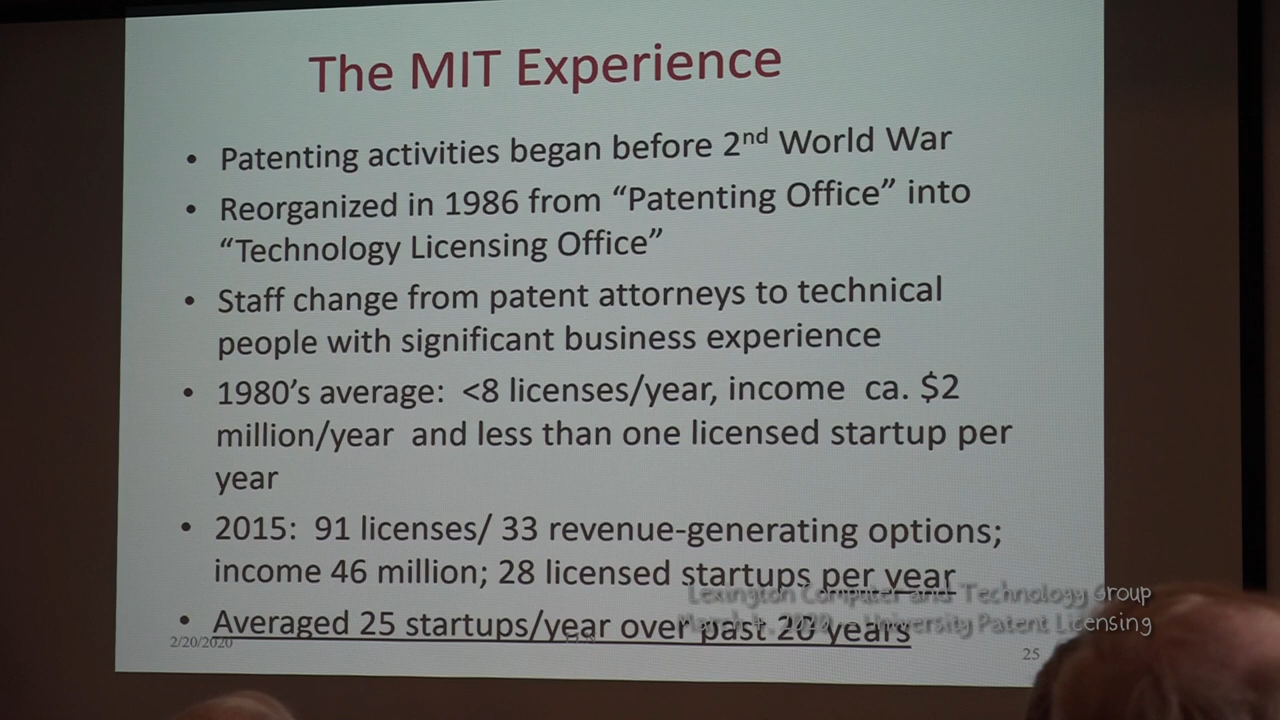 The MIT Experience
• Patenting activities began before 2nd World War
• Reorganized in 1986 from “Patenting Office” into
“Technology Licensing Office”
• Staff change from patent attorneys to technical
people with significant business experience
• 1980’s average: <8 licenses/year, income ca. $2
million/year and less than one licensed startup per
year
• 2015: 91 licenses/ 33 revenue-generating options;
income 46 million; 28 licensed startups per year
• Averaged 25 startups/year over past 20 years
Lexington Computer and Technology Group
March 4, 2020 – University Patent Licensing
2/20/2020
25